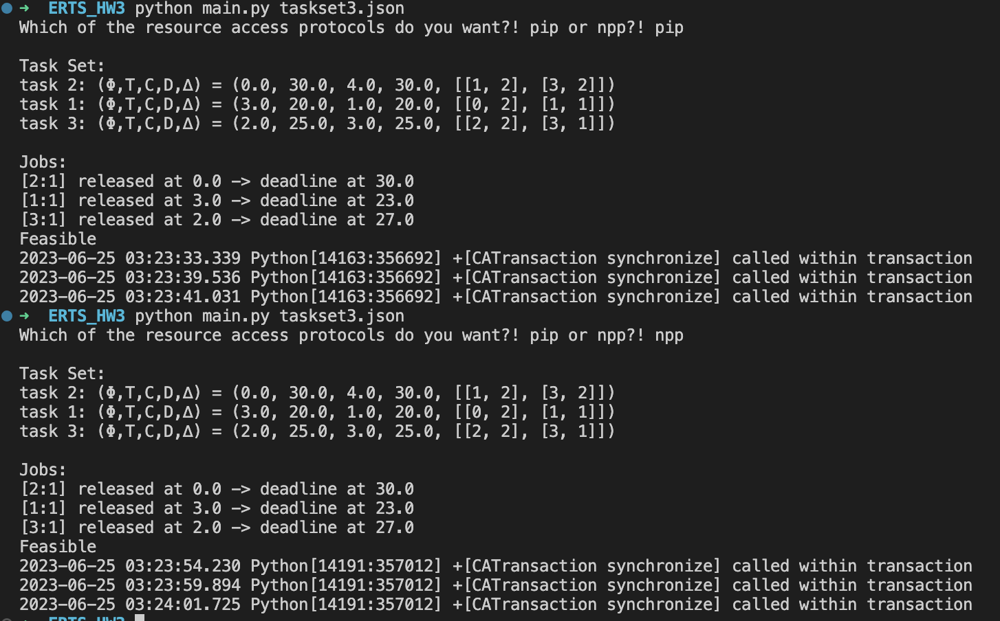 → ERTS_HW3 python main.py taskset3.json
Which of the resource access protocols do you want?! pip or npp?! pip
Task Set:
task 2: (Φ,T,C,D,∆) = (0.0, 30.0, 4.0, 30.0, [[1, 2], [3, 2]])
task 1: (Φ,T,C,D,∆) = (3.0, 20.0, 1.0, 20.0, [[0, 2], [1, 1]])
task 3: (Φ,T,C,D,∆) = (2.0, 25.0, 3.0, 25.0, [[2, 2], [3, 1]])
Jobs:
[2:1] released at 0.0 -> deadline at 30.0
[1:1] released at 3.0 -> deadline at 23.0
[3:1] released at 2.0 -> deadline at 27.0
Feasible
2023-06-25 03:23:33.339 Python[14163:356692] +[CATransaction synchronize] called within transaction
2023-06-25 03:23:39.536 Python[14163:356692] +[CATransaction synchronize] called within transaction
2023-06-25 03:23:41.031 Python[14163:356692] +[CATransaction synchronize] called within transaction
→ ERTS_HW3 python main.py taskset3.json
Which of the resource access protocols do you want?! pip or npp?! npp
Task Set:
task 2: (Φ,T,C,D,∆) = (0.0, 30.0, 4.0, 30.0, [[1, 2], [3, 2]])
task 1: (Φ,T,C,D,∆) = (3.0, 20.0, 1.0, 20.0, [[0, 2], [1, 1]])
task 3: (Φ,T,C,D,∆) = (2.0, 25.0, 3.0, 25.0, [[2, 2], [3, 1]])
Jobs:
[2:1] released at 0.0 -> deadline at 30.0
[1:1] released at 3.0 -> deadline at 23.0
[3:1] released at 2.0 -> deadline at 27.0
Feasible
2023-06-25 03:23:54.230 Python[14191:357012] +[CATransaction synchronize] called within transaction
2023-06-25 03:23:59.894 Python[14191:357012] +[CATransaction synchronize] called within transaction
2023-06-25 03:24:01.725 Python[14191:357012] +[CATransaction synchronize] called within transaction
→ ERTS_HW3